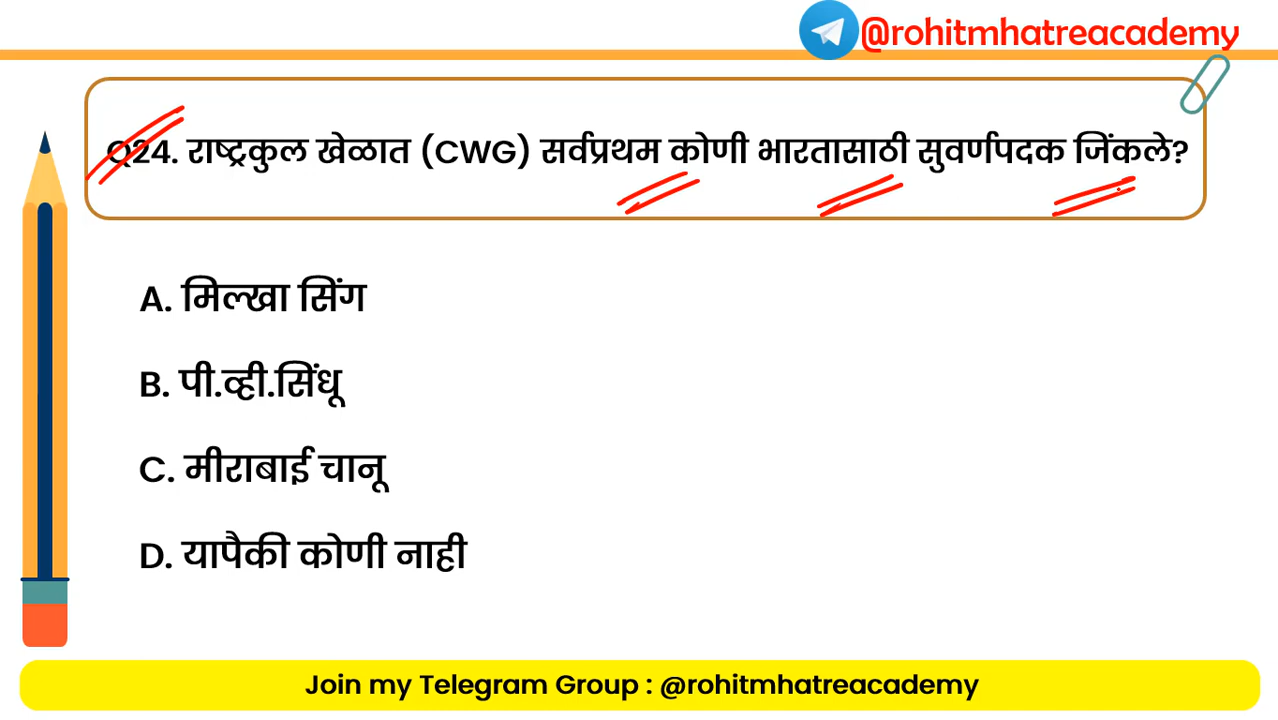 @rohitmhatreacademy
Q24. राष्ट्रकुल खेळात (CWG) सर्वप्रथम कोणी भारतासाठी सुवर्णपदक जिंकले?
A. मिल्खा सिंग
B. पी.व्ही.सिंधू
C. मीराबाई चानू
D. यापैकी कोणी नाही
Join my Telegram Group : @rohitmhatreacademy